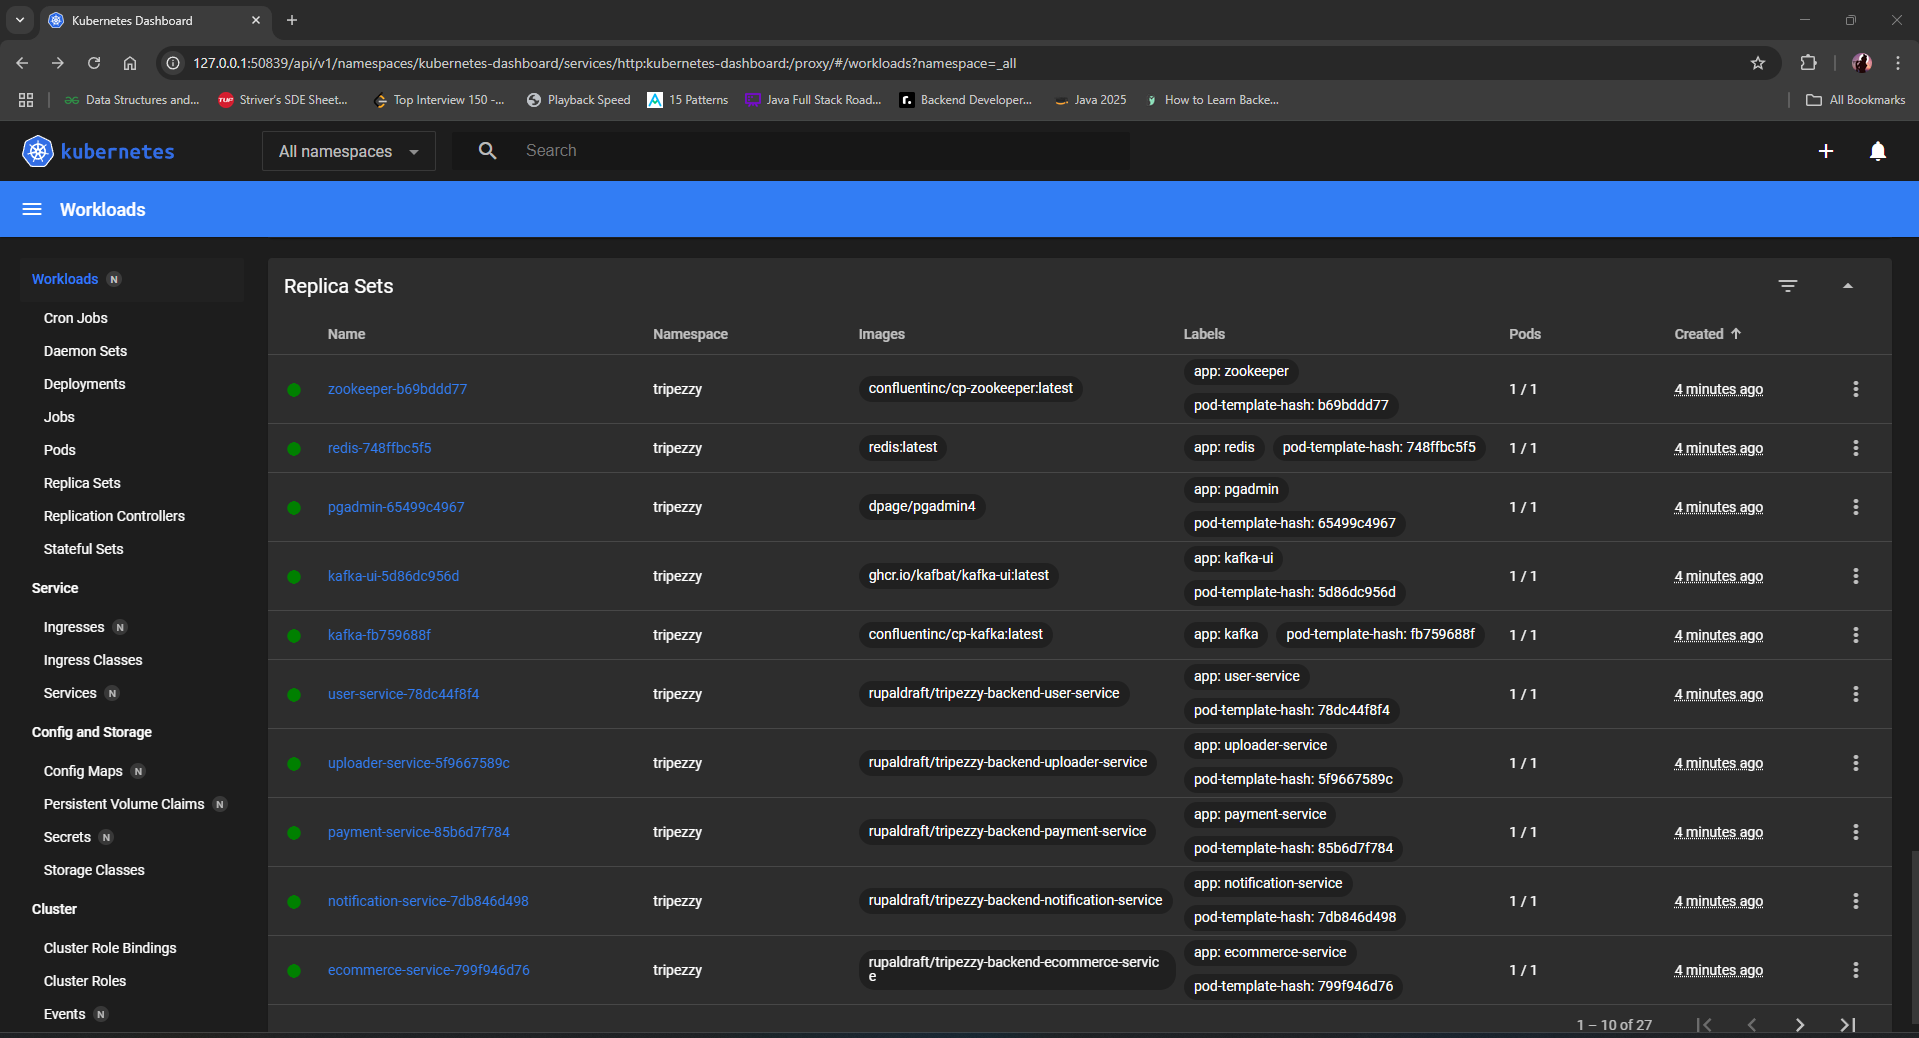 Kubernetes Dashboard
127.0.0.1:50839/api/v1/namespaces/kubernetes-dashboard/services/http:kubernetes-dashboard:/proxy/#/workloads?namespace=_all
Data Structures and... Striver's SDE Sheet... Top Interview 150 -... Playback Speed 15 Patterns Java Full Stack Road... Backend Developer... Java 2025 How to Learn Backe... All Bookmarks
kubernetes All namespaces Search
Workloads
Workloads N
Cron Jobs
Daemon Sets
Deployments
Jobs
Pods
Replica Sets
Replication Controllers
Stateful Sets
Service
Ingresses N
Ingress Classes
Services N
Config and Storage
Config Maps N
Persistent Volume Claims N
Secrets N
Storage Classes
Cluster
Cluster Role Bindings
Cluster Roles
Events N
Replica Sets
Name Namespace Images Labels Pods Created
zookeeper-b69bddd77 tripezzy confluentinc/cp-zookeeper:latest app: zookeeper 1 / 1 4 minutes ago
pod-template-hash: b69bddd77
redis-748ffbc5f5 tripezzy redis:latest app: redis pod-template-hash: 748ffbc5f5 1 / 1 4 minutes ago
pgadmin-65499c4967 tripezzy dpage/pgadmin4 app: pgadmin 1 / 1 4 minutes ago
pod-template-hash: 65499c4967
kafka-ui-5d86dc956d tripezzy ghcr.io/kafbat/kafka-ui:latest app: kafka-ui 1 / 1 4 minutes ago
pod-template-hash: 5d86dc956d
kafka-fb759688f tripezzy confluentinc/cp-kafka:latest app: kafka pod-template-hash: fb759688f 1 / 1 4 minutes ago
user-service-78dc44f8f4 tripezzy rupaldraft/tripezzy-backend-user-service app: user-service 1 / 1 4 minutes ago
pod-template-hash: 78dc44f8f4
uploader-service-5f9667589c tripezzy rupaldraft/tripezzy-backend-uploader-service app: uploader-service 1 / 1 4 minutes ago
pod-template-hash: 5f9667589c
payment-service-85b6d7f784 tripezzy rupaldraft/tripezzy-backend-payment-service app: payment-service 1 / 1 4 minutes ago
pod-template-hash: 85b6d7f784
notification-service-7db846d498 tripezzy rupaldraft/tripezzy-backend-notification-service app: notification-service 1 / 1 4 minutes ago
pod-template-hash: 7db846d498
ecommerce-service-799f946d76 tripezzy rupaldraft/tripezzy-backend-ecommerce-servic app: ecommerce-service 1 / 1 4 minutes ago
e pod-template-hash: 799f946d76
1 – 10 of 27